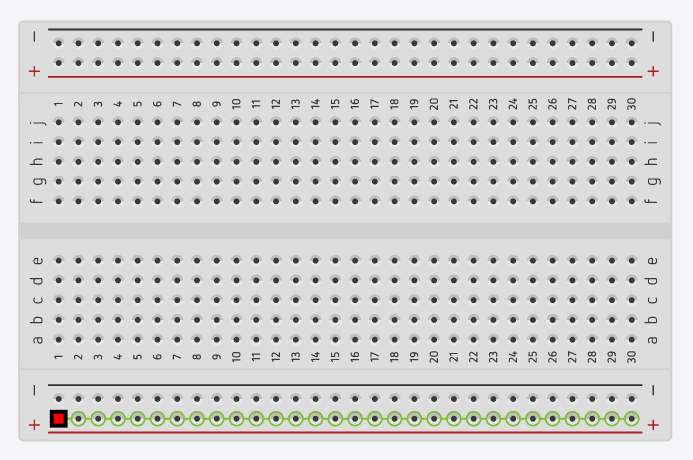 − −
+ +
1 2 3 4 5 6 7 8 9 10 11 12 13 14 15 16 17 18 19 20 21 22 23 24 25 26 27 28 29 30
j j
i i
h h
g g
f f
e e
d d
c c
b b
a a
1 2 3 4 5 6 7 8 9 10 11 12 13 14 15 16 17 18 19 20 21 22 23 24 25 26 27 28 29 30
− −
+ +